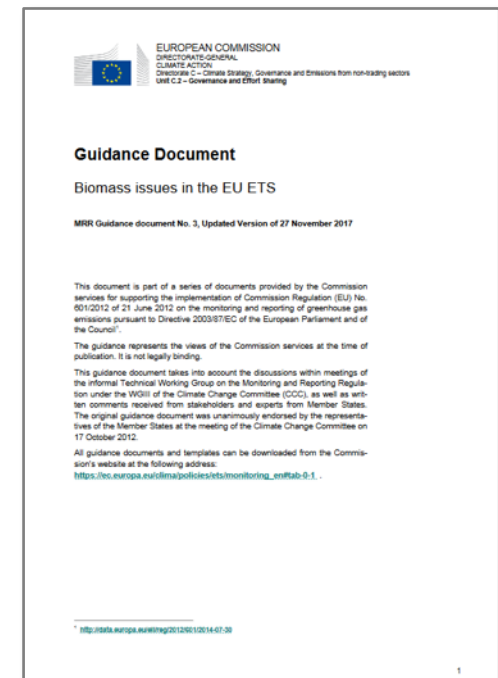 EUROPEAN COMMISSION
DIRECTORATE-GENERAL
CLIMATE ACTION
Directorate C – Climate Strategy, Governance and Emissions from non-trading sectors
Unit C.2 – Governance and Effort Sharing
Guidance Document
Biomass issues in the EU ETS
MRR Guidance document No. 3, Updated Version of 27 November 2017
This document is part of a series of documents provided by the Commission
services for supporting the implementation of Commission Regulation (EU) No.
601/2012 of 21 June 2012 on the monitoring and reporting of greenhouse gas
emissions pursuant to Directive 2003/87/EC of the European Parliament and of
the Council*.
The guidance represents the views of the Commission services at the time of
publication. It is not legally binding.
This guidance document takes into account the discussions within meetings of
the informal Technical Working Group on the Monitoring and Reporting Regula-
tion under the WGIII of the Climate Change Committee (CCC), as well as writ-
ten comments received from stakeholders and experts from Member States.
The original guidance document was unanimously endorsed by the representa-
tives of the Member States at the meeting of the Climate Change Committee on
17 October 2012.
All guidance documents and templates can be downloaded from the Commis-
sion's website at the following address:
https://ec.europa.eu/clima/policies/ets/monitoring_en#tab-0-1 .
* http://data.europa.eu/eli/reg/2012/601/2014-07-30
1